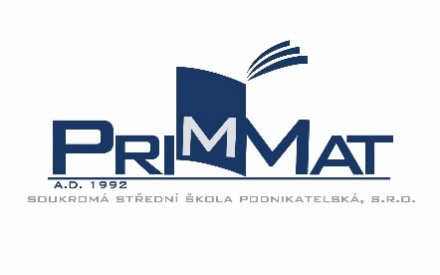 PRIMMAT
A.D. 1992
SOUKROMÁ STŘEDNÍ ŠKOLA PODNIKATELSKÁ, S.R.O.